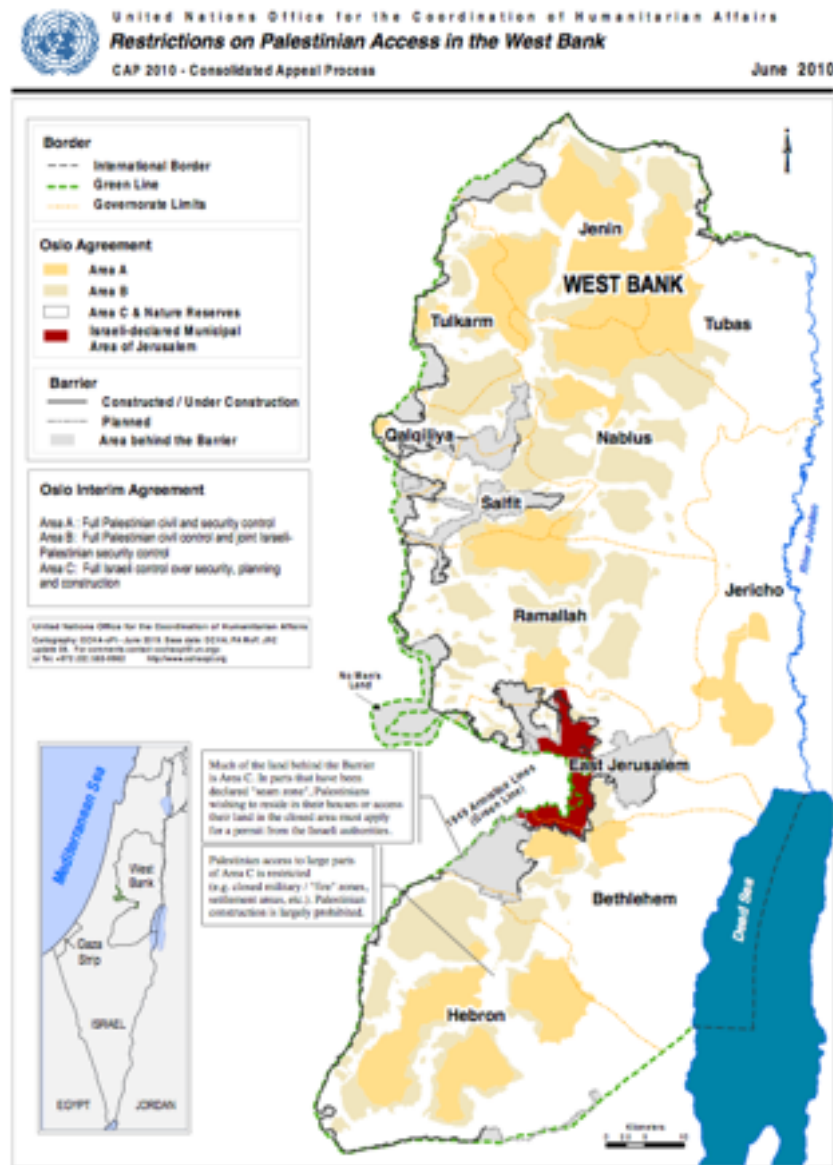 United Nations Office for the Coordination of Humanitarian Affairs
Restrictions on Palestinian Access in the West Bank
CAP 2010 - Consolidated Appeal Process
June 2010
Border
International Border
Green Line
Governorate Limits
Oslo Agreement
Area A
Area B
Area C & Nature Reserves
Israeli-declared Municipal
Area of Jerusalem
Barrier
Constructed / Under Construction
Planned
Area behind the Barrier
Oslo Interim Agreement
Area A : Full Palestinian civil and security control
Area B: Full Palestinian civil control and joint Israeli-
Palestinian security control
Area C: Full Israeli control over security, planning
and construction
United Nations Office for the Coordination of Humanitarian Affairs
Jenin
WEST BANK
Tubas
Tulkarm
Qalqiliya
Nablus
Salfit
River Jordan
Jericho
Ramallah
No Man's
Land
East Jerusalem
1949 Armistice Lines
(Green Line)
Much of the land behind the Barrier
is Area C. In parts that have been
declared "seam zone", Palestinians
wishing to reside in their houses or access
their land in the closed area must apply
for a permit from the Israeli authorities.
Palestinian access to large parts
of Area C is restricted
(e.g. closed military / "fire" zones,
settlement areas, etc.). Palestinian
construction is largely prohibited.
Bethlehem
Dead Sea
Hebron
Kilometers
Mediterranean Sea
West
Bank
Gaza
Strip
ISRAEL
EGYPT
JORDAN